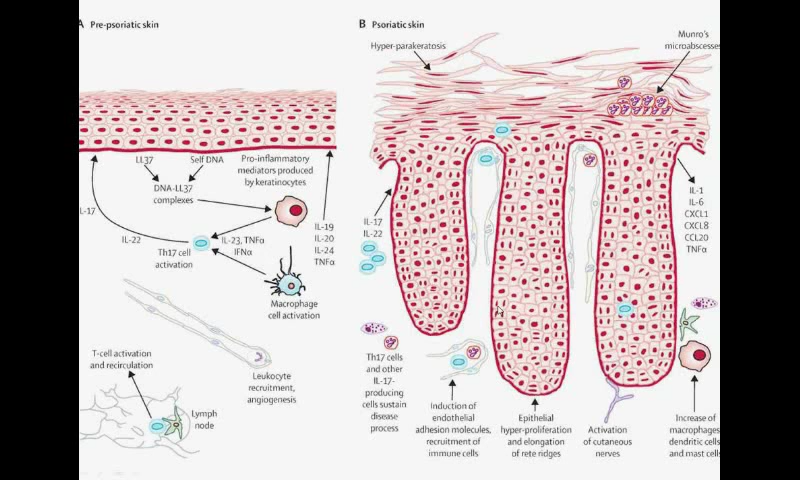 A Pre-psoriatic skin
LL37
Self DNA
Pro-inflammatory
mediators produced
by keratinocytes
DNA-LL37
complexes
IL-17
IL-22
IL-23, TNFα
IFNα
Th17 cell
activation
IL-19
IL-20
IL-24
TNFα
Macrophage
cell activation
T-cell activation
and recirculation
Leukocyte
recruitment,
angiogenesis
Lymph
node
B Psoriatic skin
Hyper-parakeratosis
Munro's
microabscesses
IL-17
IL-22
IL-1
IL-6
CXCL1
CXCL8
CCL20
TNFα
Th17 cells
and other
IL-17-
producing
cells sustain
disease
process
Induction of
endothelial
adhesion molecules,
recruitment of
immune cells
Epithelial
hyper-proliferation
and elongation
of rete ridges
Activation
of cutaneous
nerves
Increase of
macrophages
dendritic cells
and mast cells